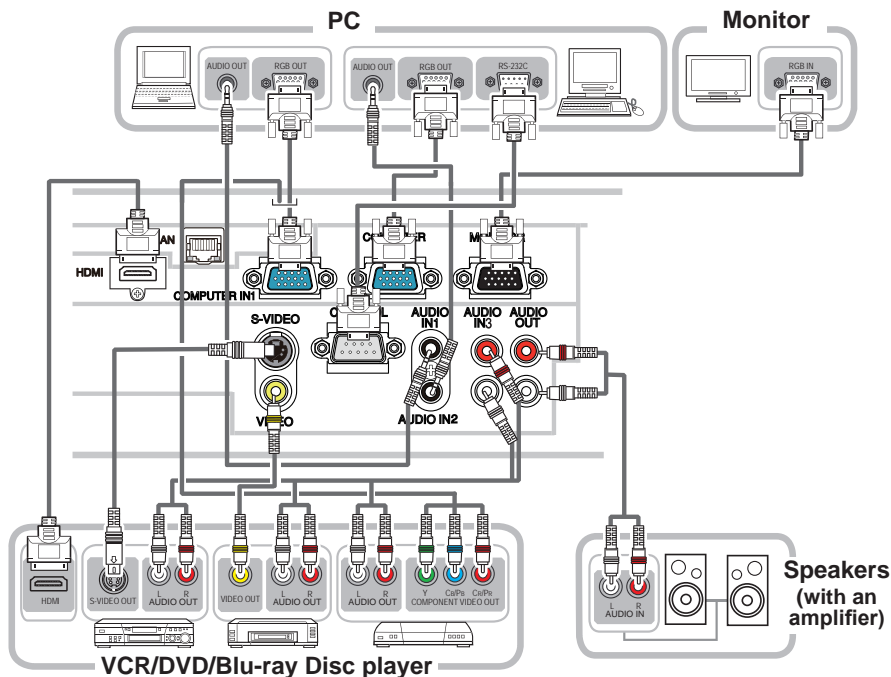 PC
Monitor
AUDIO OUT
RGB OUT
AUDIO OUT
RGB OUT
RS-232C
RGB IN
AN
HDMI
COMPUTER IN1
S-VIDEO
AUDIO IN1
AUDIO IN3
AUDIO OUT
VIDEO
AUDIO IN2
HDMI
S-VIDEO OUT
L R
AUDIO OUT
VIDEO OUT
L R
AUDIO OUT
L R
AUDIO OUT
Y CB/PB CR/PR
COMPONENT VIDEO OUT
L R
AUDIO IN
Speakers
(with an
amplifier)
VCR/DVD/Blu-ray Disc player